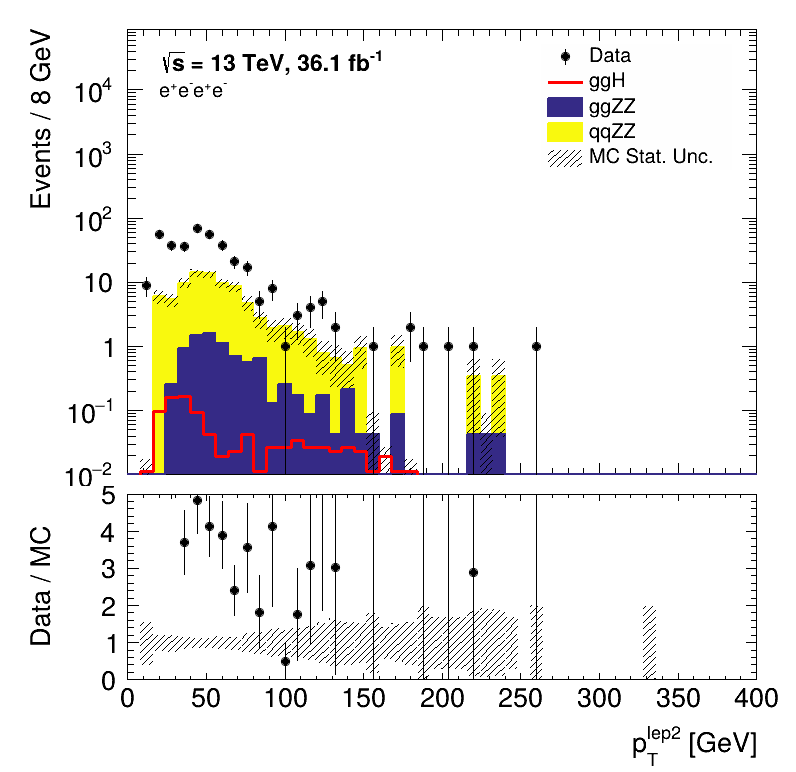 Events / 8 GeV
10⁴
10³
10²
10
1
10⁻¹
10⁻²
√s = 13 TeV, 36.1 fb⁻¹
e⁺e⁻e⁺e⁻
Data
ggH
ggZZ
qqZZ
MC Stat. Unc.
Data / MC
5
4
3
2
1
0
0 50 100 150 200 250 300 350 400
p_T^lep2 [GeV]